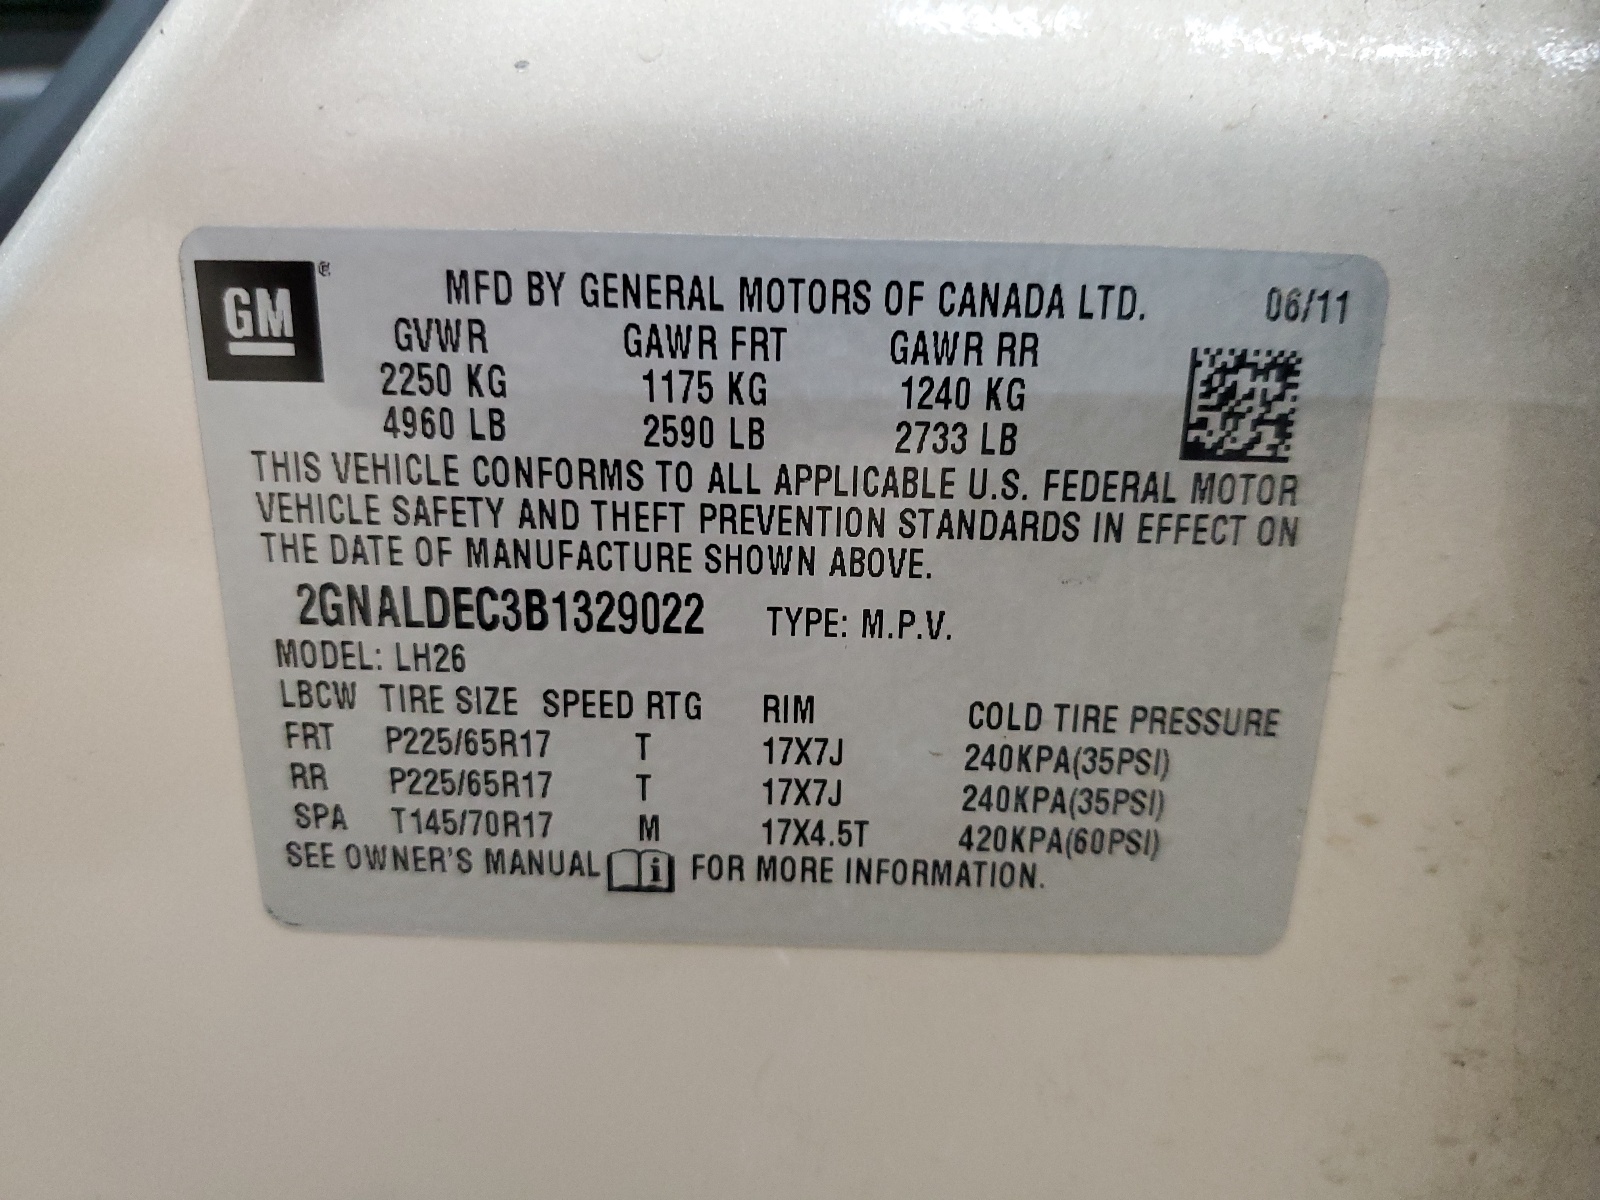 GM ®
MFD BY GENERAL MOTORS OF CANADA LTD. 06/11
GVWR GAWR FRT GAWR RR
2250 KG 1175 KG 1240 KG
4960 LB 2590 LB 2733 LB
THIS VEHICLE CONFORMS TO ALL APPLICABLE U.S. FEDERAL MOTOR
VEHICLE SAFETY AND THEFT PREVENTION STANDARDS IN EFFECT ON
THE DATE OF MANUFACTURE SHOWN ABOVE.
2GNALDEC3B1329022 TYPE: M.P.V.
MODEL: LH26
LBCW TIRE SIZE SPEED RTG RIM COLD TIRE PRESSURE
FRT P225/65R17 T 17X7J 240KPA(35PSI)
RR P225/65R17 T 17X7J 240KPA(35PSI)
SPA T145/70R17 M 17X4.5T 420KPA(60PSI)
SEE OWNER'S MANUAL i FOR MORE INFORMATION.